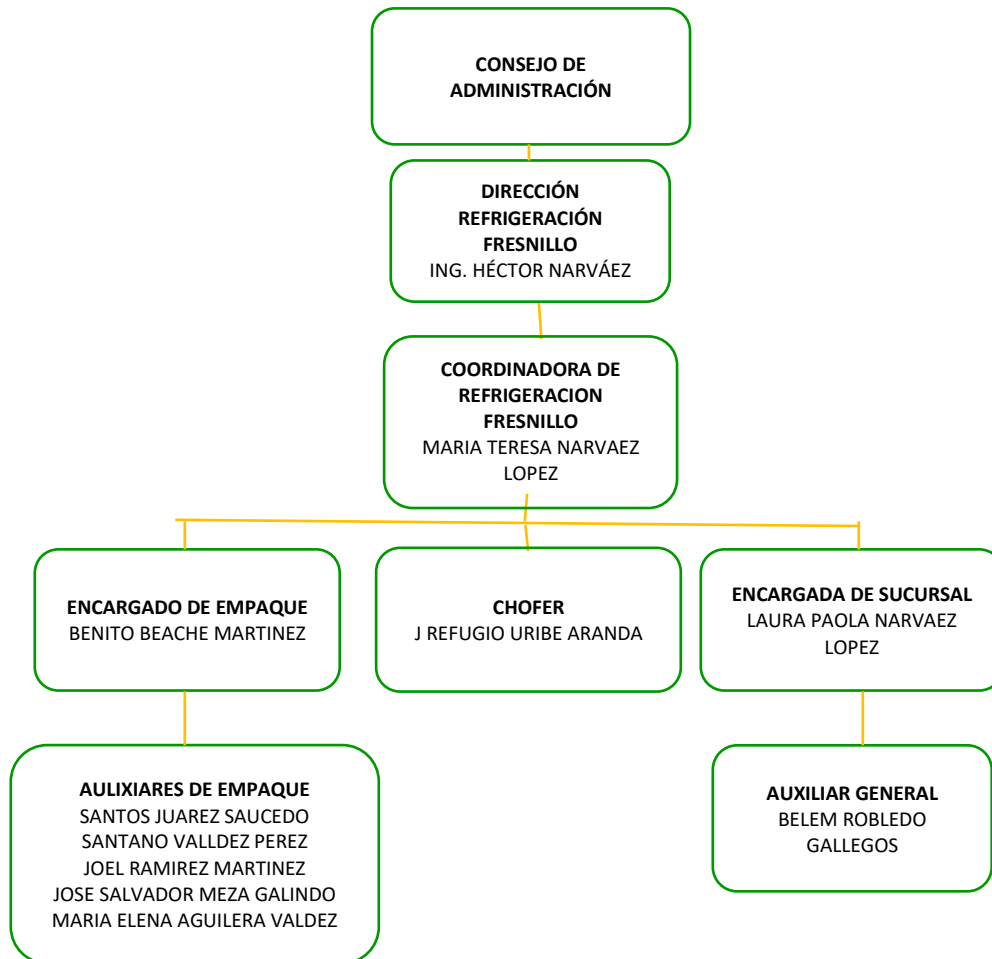 CONSEJO DE
ADMINISTRACIÓN
DIRECCIÓN
REFRIGERACIÓN
FRESNILLO
ING. HÉCTOR NARVÁEZ
COORDINADORA DE
REFRIGERACION
FRESNILLO
MARIA TERESA NARVAEZ
LOPEZ
ENCARGADO DE EMPAQUE
BENITO BEACHE MARTINEZ
CHOFER
J REFUGIO URIBE ARANDA
ENCARGADA DE SUCURSAL
LAURA PAOLA NARVAEZ
LOPEZ
AULIXIARES DE EMPAQUE
SANTOS JUAREZ SAUCEDO
SANTANO VALLDEZ PEREZ
JOEL RAMIREZ MARTINEZ
JOSE SALVADOR MEZA GALINDO
MARIA ELENA AGUILERA VALDEZ
AUXILIAR GENERAL
BELEM ROBLEDO
GALLEGOS